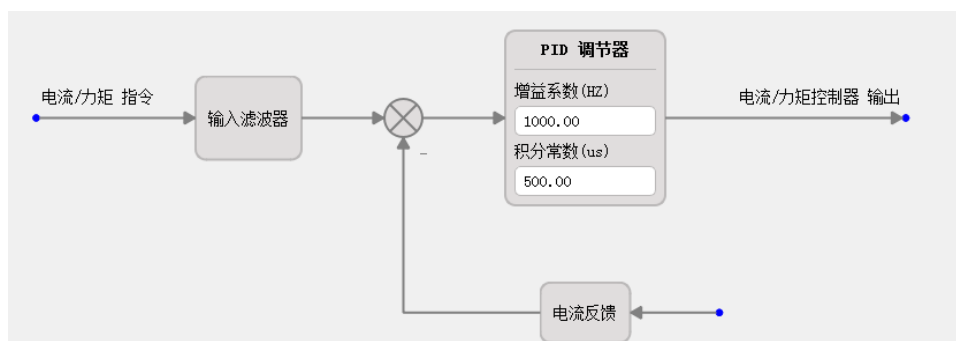 PID 调节器
电流/力矩 指令
增益系数(HZ)
电流/力矩控制器 输出
输入滤波器
1000.00
-
积分常数(us)
500.00
电流反馈